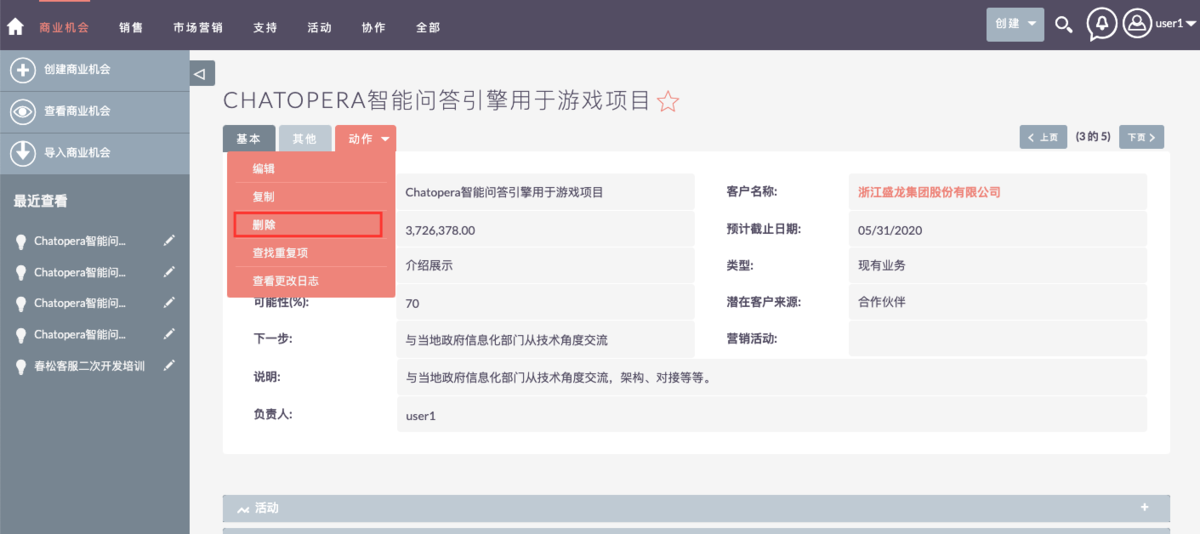 商业机会 销售 市场营销 支持 活动 协作 全部 创建 user1
创建商业机会
查看商业机会
导入商业机会
最近查看
Chatopera智能问...
Chatopera智能问...
Chatopera智能问...
Chatopera智能问...
春松客服二次开发培训
CHATOPERA智能问答引擎用于游戏项目
基本 其他 动作 上页 (3 的 5) 下页
编辑
复制
删除
查找重复项
查看更改日志
Chatopera智能问答引擎用于游戏项目 客户名称: 浙江盛龙集团股份有限公司
3,726,378.00 预计截止日期: 05/31/2020
介绍展示 类型: 现有业务
可能性(%): 70 潜在客户来源: 合作伙伴
下一步: 与当地政府信息化部门从技术角度交流 营销活动:
说明: 与当地政府信息化部门从技术角度交流，架构、对接等等。
负责人: user1
活动 +